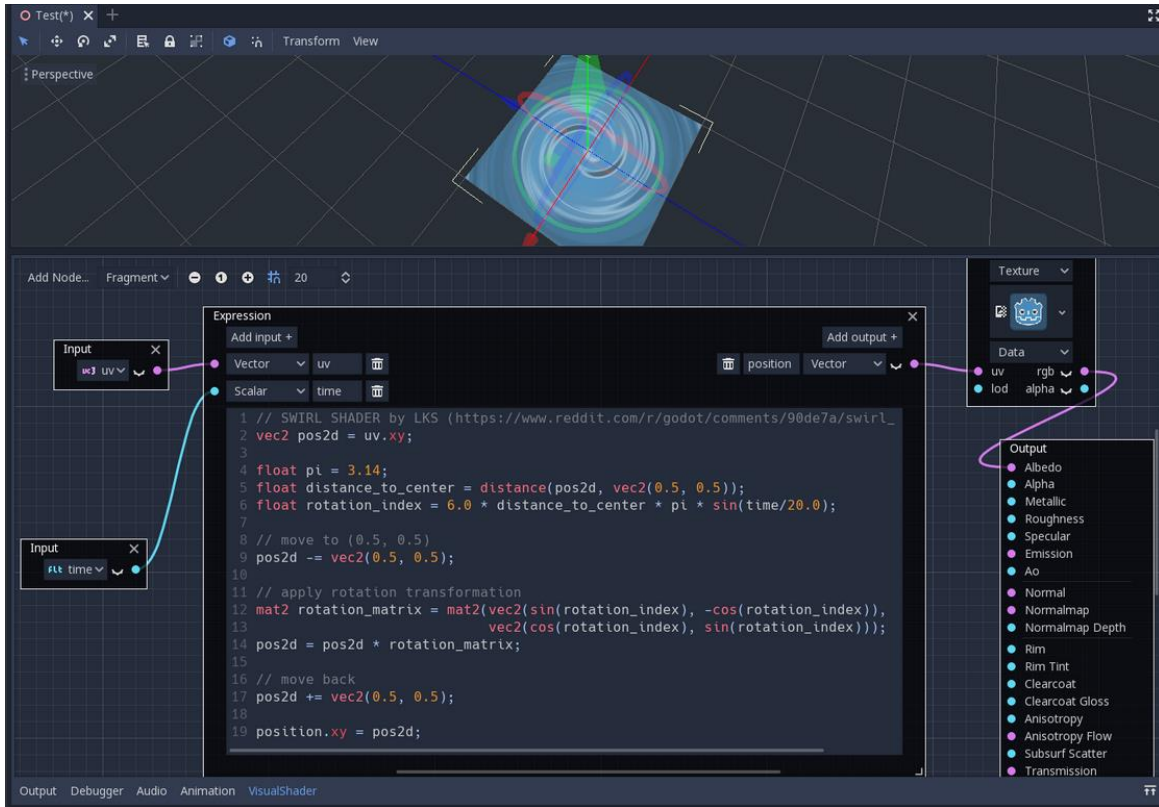 Test(*)
Transform View
Perspective
Add Node... Fragment 20
Texture
Data
uv rgb
lod alpha
Input
uv
Input
time
Expression
Add input + Add output +
Vector uv position Vector
Scalar time
1 // SWIRL SHADER by LKS (https://www.reddit.com/r/godot/comments/90de7a/swirl_
2 vec2 pos2d = uv.xy;
3
4 float pi = 3.14;
5 float distance_to_center = distance(pos2d, vec2(0.5, 0.5));
6 float rotation_index = 6.0 * distance_to_center * pi * sin(time/20.0);
7
8 // move to (0.5, 0.5)
9 pos2d -= vec2(0.5, 0.5);
10
11 // apply rotation transformation
12 mat2 rotation_matrix = mat2(vec2(sin(rotation_index), -cos(rotation_index)),
13 vec2(cos(rotation_index), sin(rotation_index)));
14 pos2d = pos2d * rotation_matrix;
15
16 // move back
17 pos2d += vec2(0.5, 0.5);
18
19 position.xy = pos2d;
Output
Albedo
Alpha
Metallic
Roughness
Specular
Emission
Ao
Normal
Normalmap
Normalmap Depth
Rim
Rim Tint
Clearcoat
Clearcoat Gloss
Anisotropy
Anisotropy Flow
Subsurf Scatter
Transmission
Output Debugger Audio Animation VisualShader